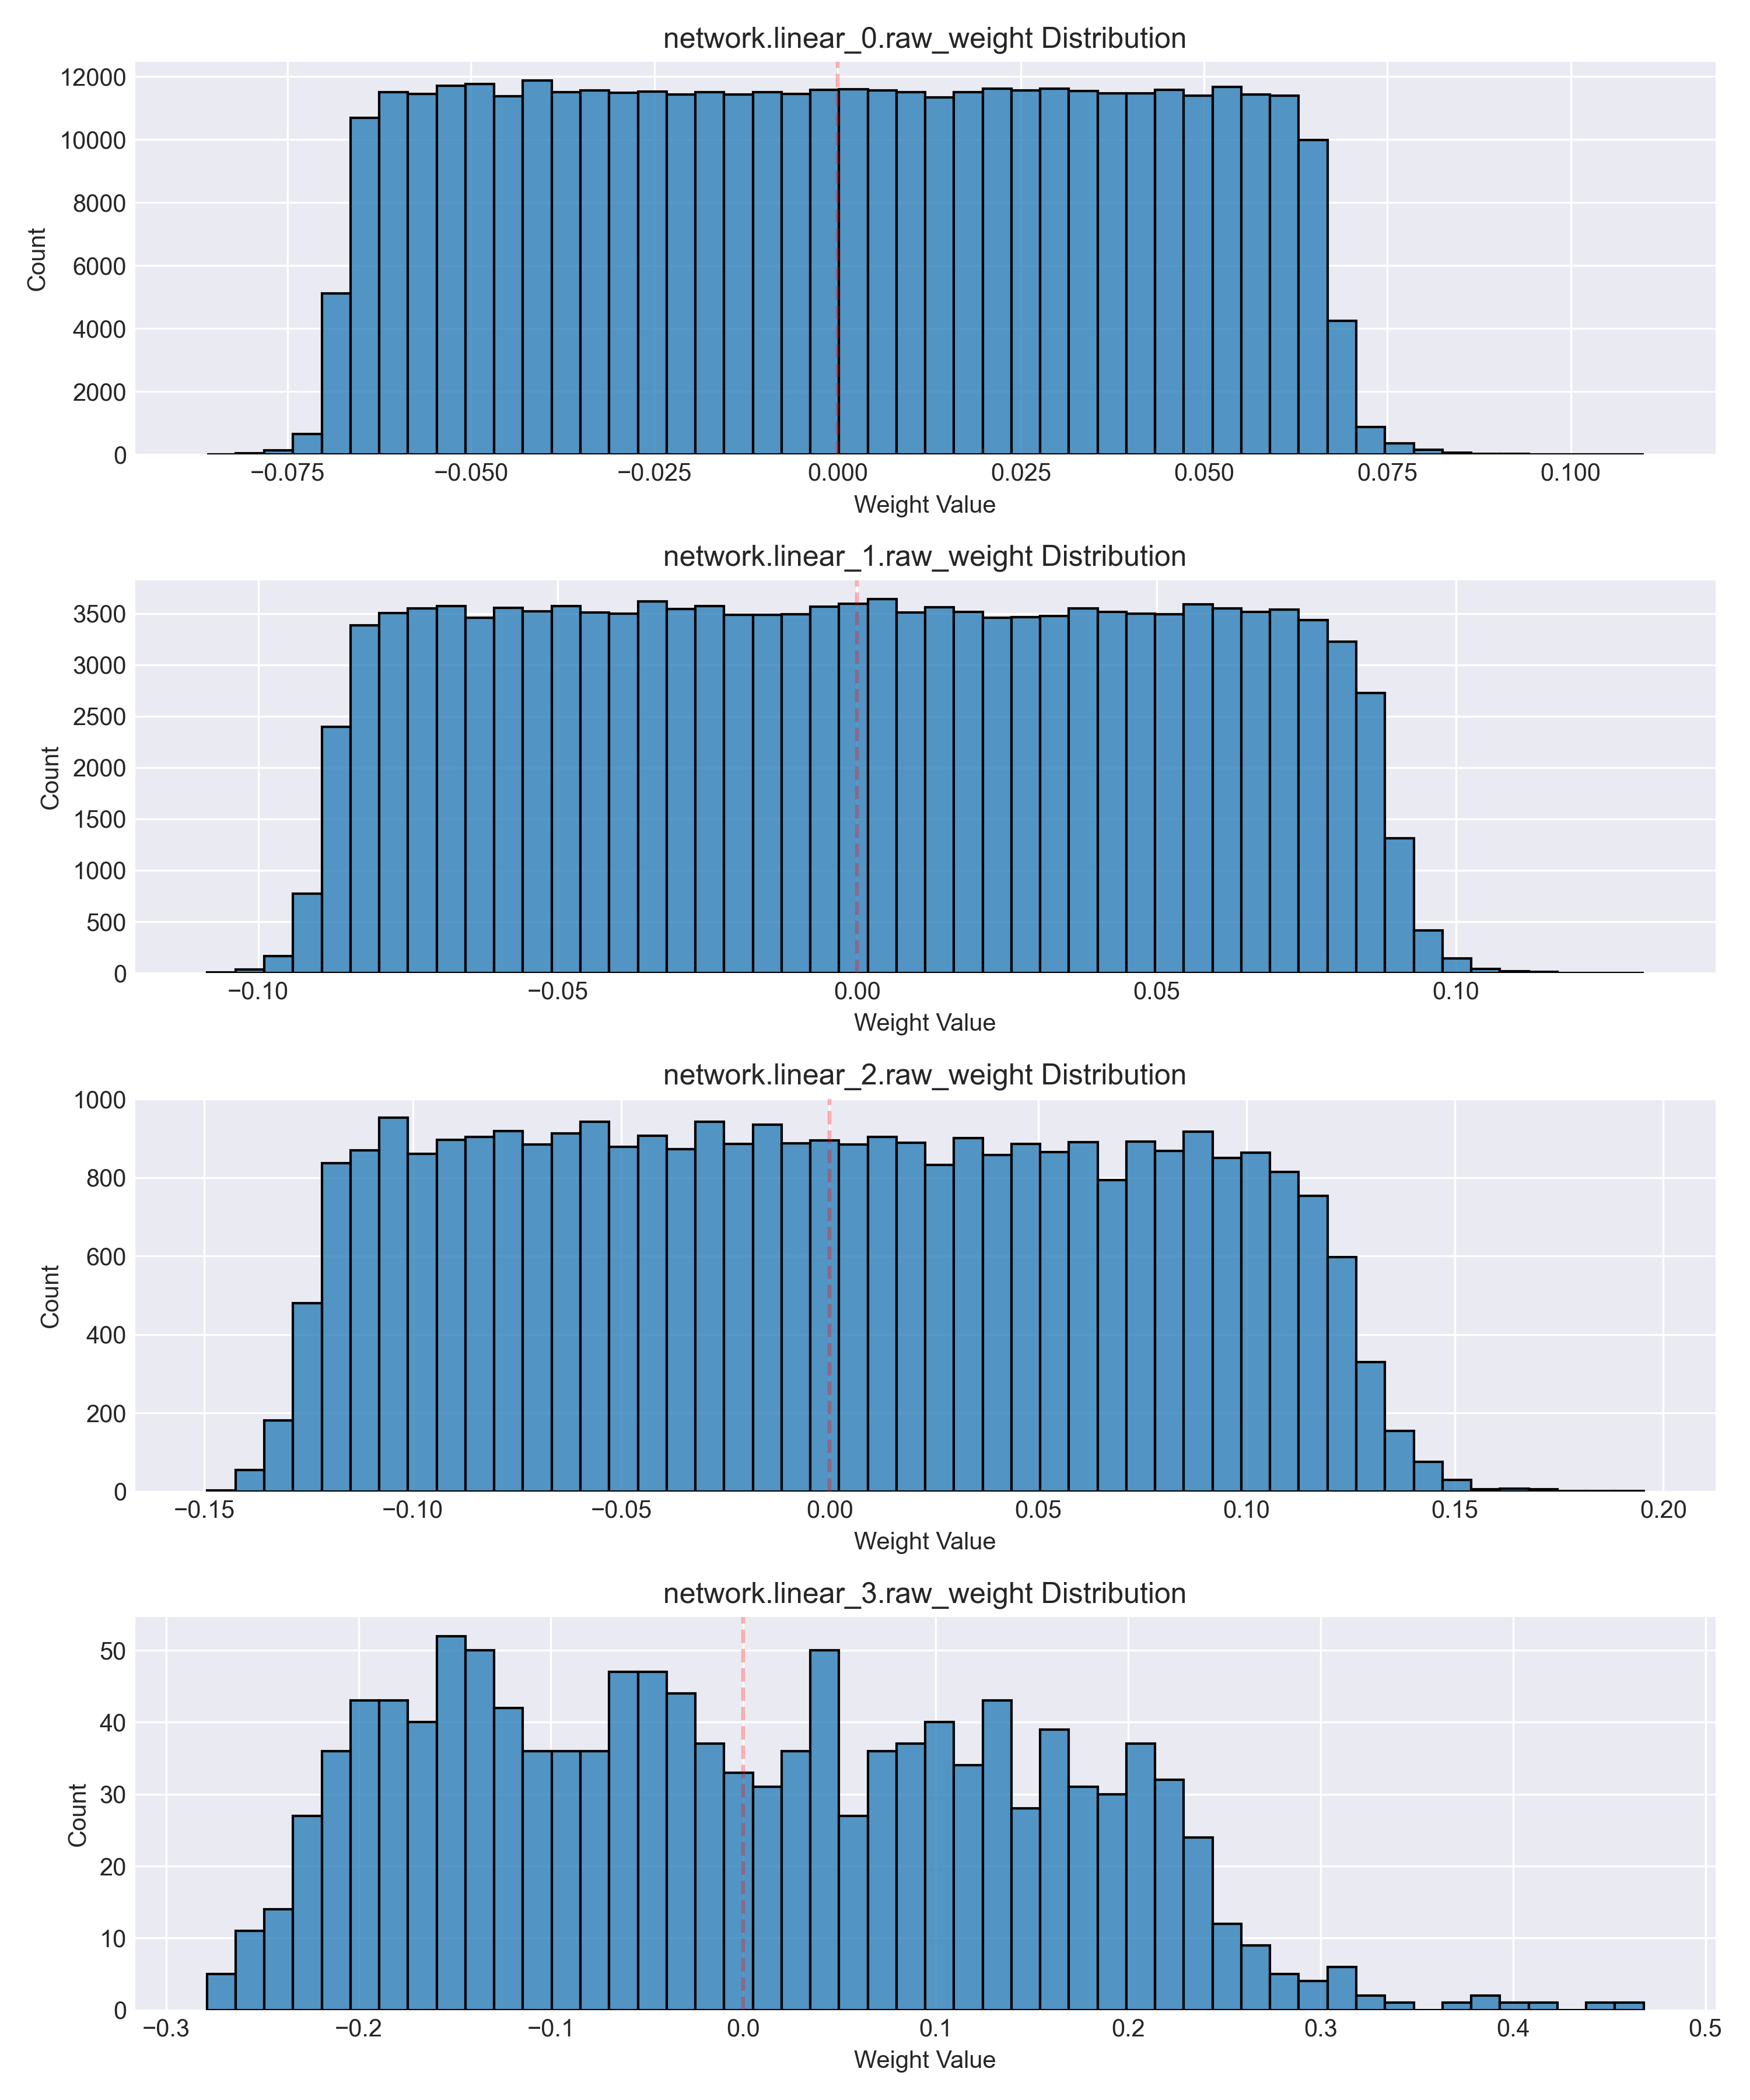 network.linear_0.raw_weight Distribution
12000
10000
8000
6000
4000
2000
0
Count
−0.075 −0.050 −0.025 0.000 0.025 0.050 0.075 0.100
Weight Value
network.linear_1.raw_weight Distribution
3500
3000
2500
2000
1500
1000
500
0
Count
−0.10 −0.05 0.00 0.05 0.10
Weight Value
network.linear_2.raw_weight Distribution
1000
800
600
400
200
0
Count
−0.15 −0.10 −0.05 0.00 0.05 0.10 0.15 0.20
Weight Value
network.linear_3.raw_weight Distribution
50
40
30
20
10
0
Count
−0.3 −0.2 −0.1 0.0 0.1 0.2 0.3 0.4 0.5
Weight Value